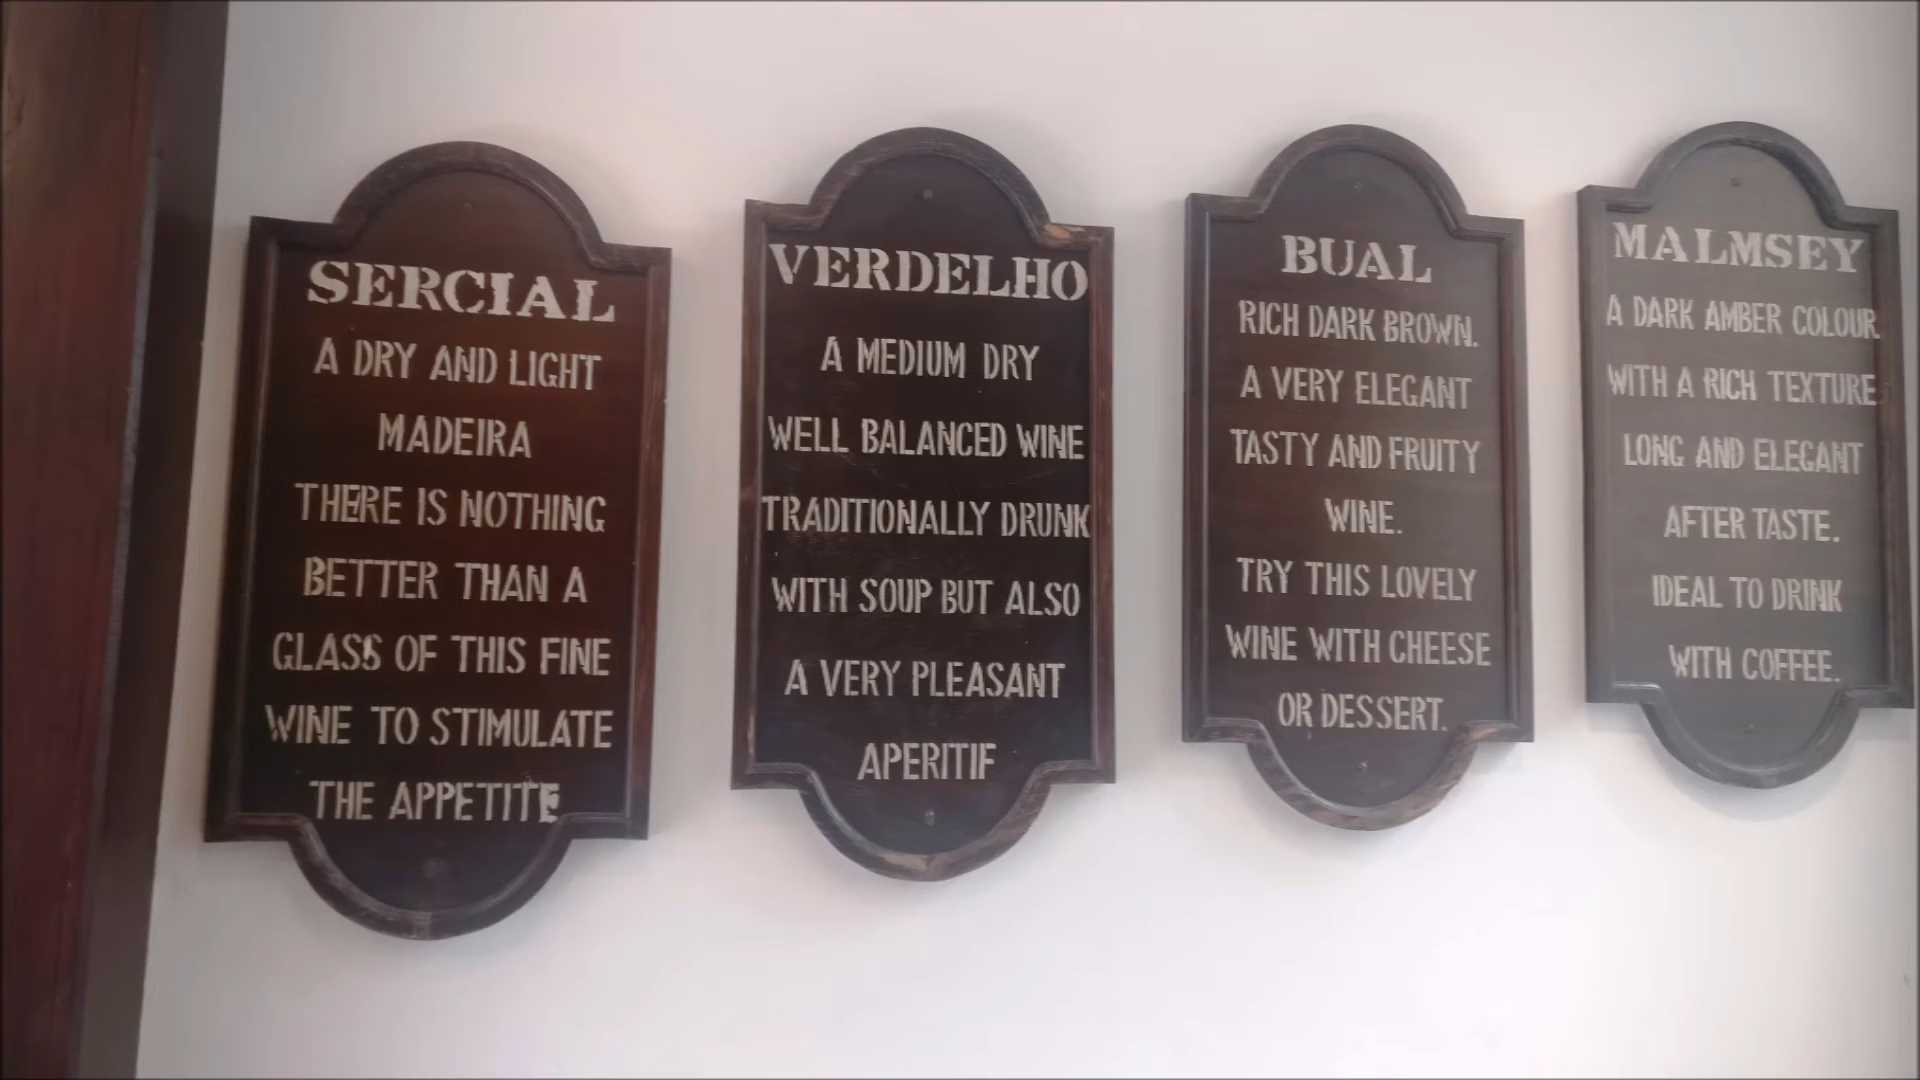 SERCIAL
A DRY AND LIGHT
MADEIRA
THERE IS NOTHING
BETTER THAN A
GLASS OF THIS FINE
WINE TO STIMULATE
THE APPETITE
VERDELHO
A MEDIUM DRY
WELL BALANCED WINE
TRADITIONALLY DRUNK
WITH SOUP BUT ALSO
A VERY PLEASANT
APERITIF
BUAL
RICH DARK BROWN.
A VERY ELEGANT
TASTY AND FRUITY
WINE.
TRY THIS LOVELY
WINE WITH CHEESE
OR DESSERT.
MALMSEY
A DARK AMBER COLOUR.
WITH A RICH TEXTURE.
LONG AND ELEGANT
AFTER TASTE.
IDEAL TO DRINK
WITH COFFEE.